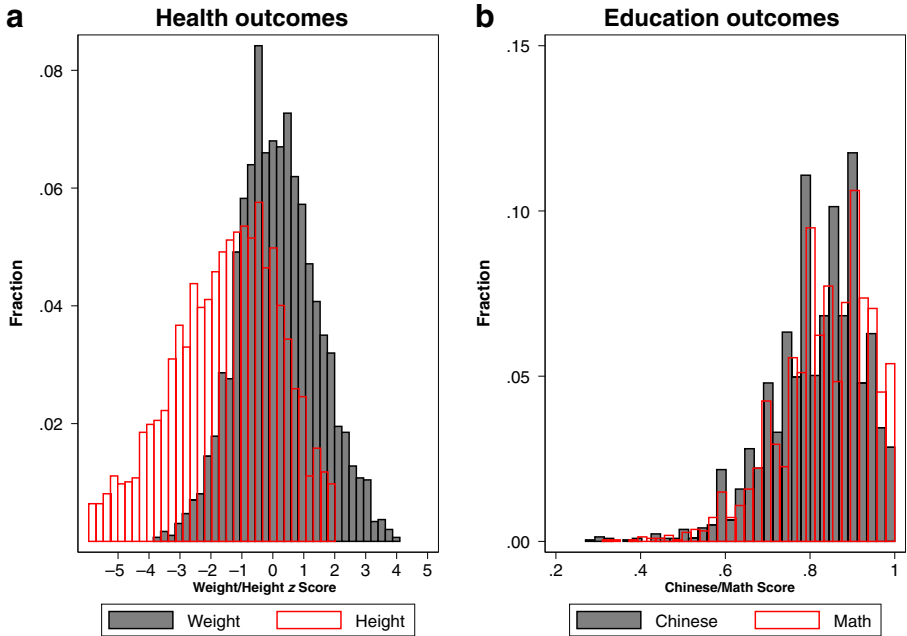 a Health outcomes
.08
.06
.04
.02
Fraction
−5 −4 −3 −2 −1 0 1 2 3 4 5
Weight/Height z Score
Weight Height
b Education outcomes
.15
.10
.05
.00
Fraction
.2 .4 .6 .8 1
Chinese/Math Score
Chinese Math